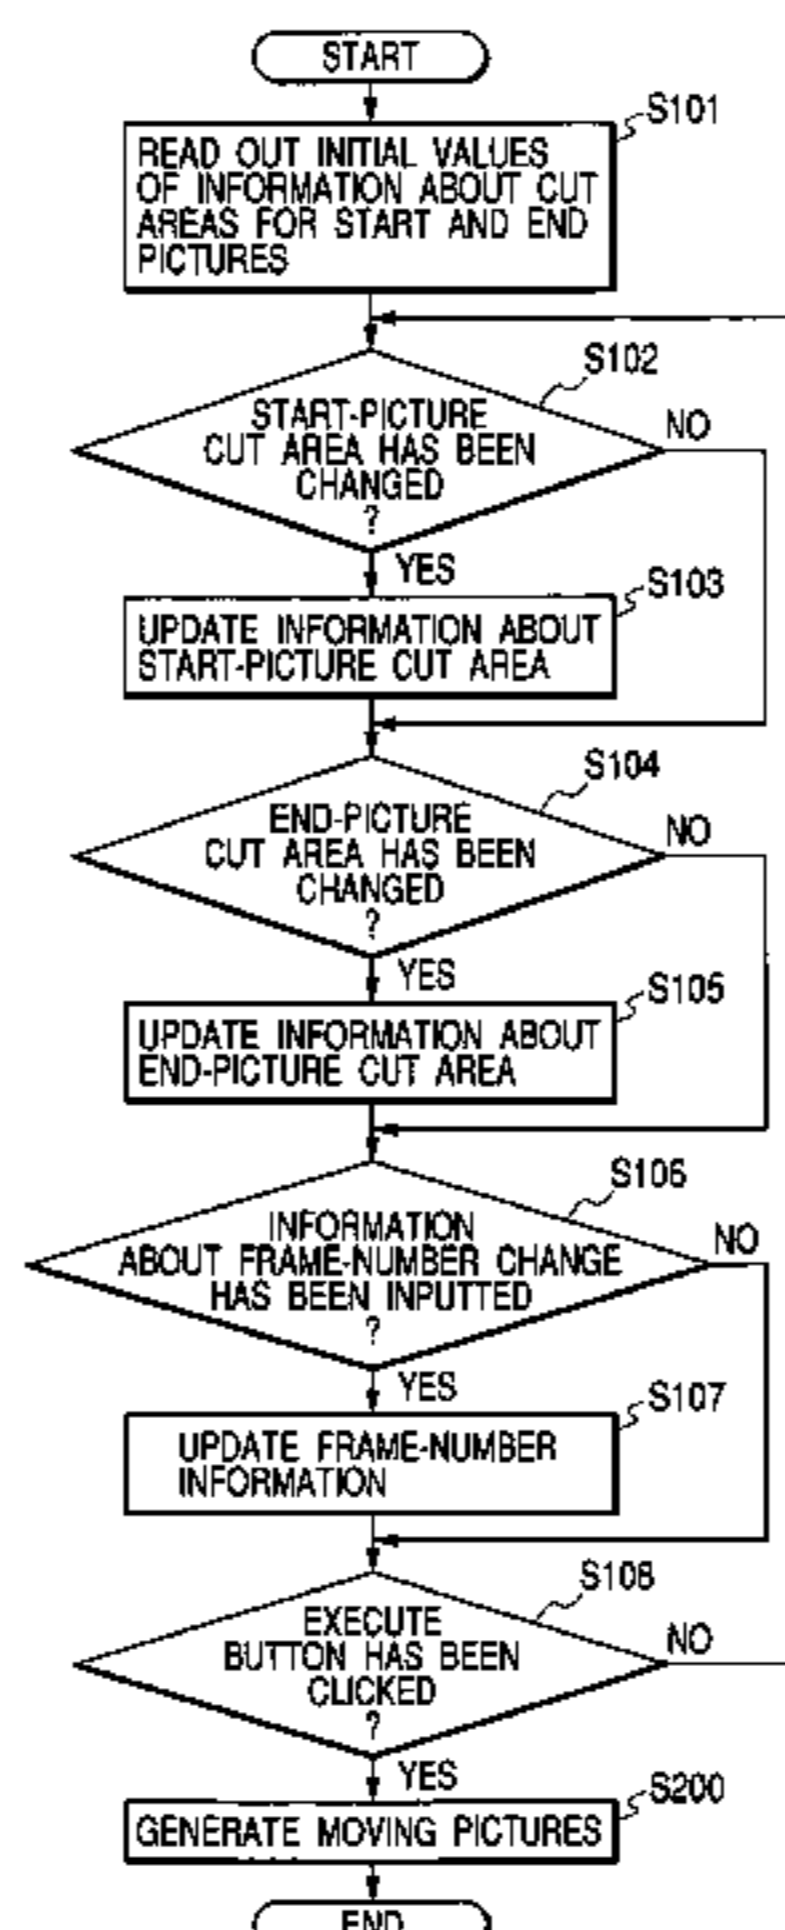 START
S101
READ OUT INITIAL VALUES
OF INFORMATION ABOUT CUT
AREAS FOR START AND END
PICTURES
S102
START-PICTURE
CUT AREA HAS BEEN
CHANGED
?
NO
YES
S103
UPDATE INFORMATION ABOUT
START-PICTURE CUT AREA
S104
END-PICTURE
CUT AREA HAS BEEN
CHANGED
?
NO
YES
S105
UPDATE INFORMATION ABOUT
END-PICTURE CUT AREA
S106
INFORMATION
ABOUT FRAME-NUMBER CHANGE
HAS BEEN INPUTTED
?
NO
YES
S107
UPDATE FRAME-NUMBER
INFORMATION
S108
EXECUTE
BUTTON HAS BEEN
CLICKED
?
NO
YES
S200
GENERATE MOVING PICTURES
END